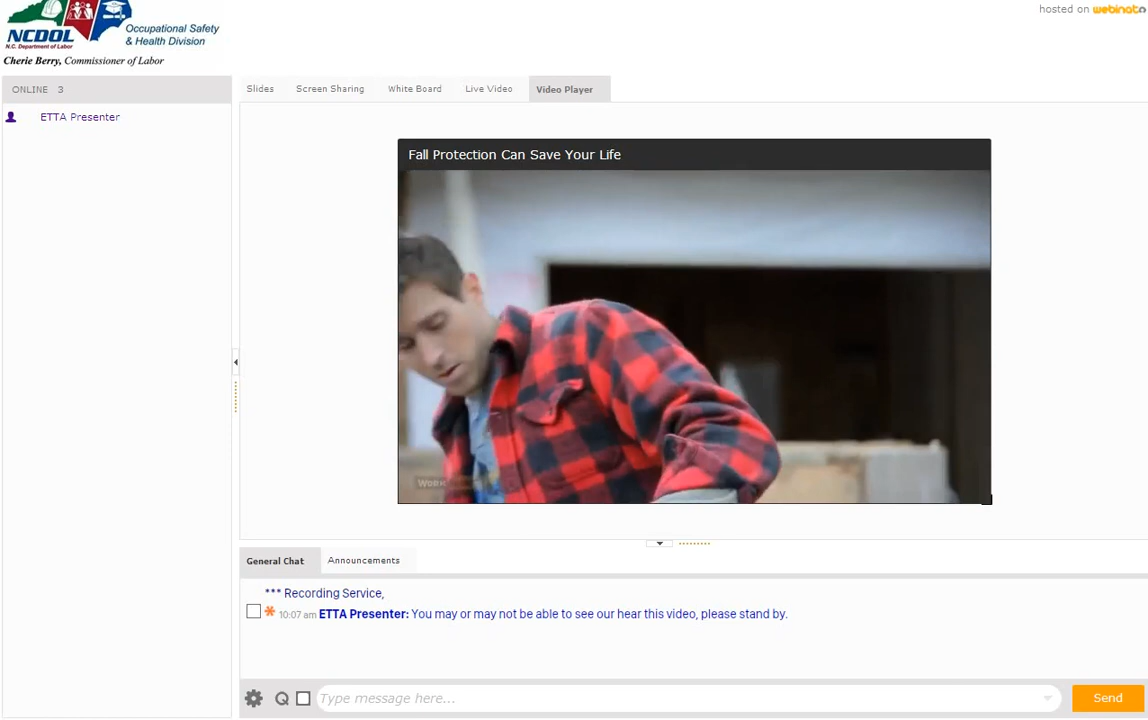 hosted on webinato
NCDOL
N.C. Department of Labor
Occupational Safety
& Health Division
Cherie Berry, Commissioner of Labor
ONLINE 3
Slides Screen Sharing White Board Live Video Video Player
ETTA Presenter
Fall Protection Can Save Your Life
WORK
General Chat Announcements
*** Recording Service,
10:07 am ETTA Presenter: You may or may not be able to see our hear this video, please stand by.
Q Type message here... Send